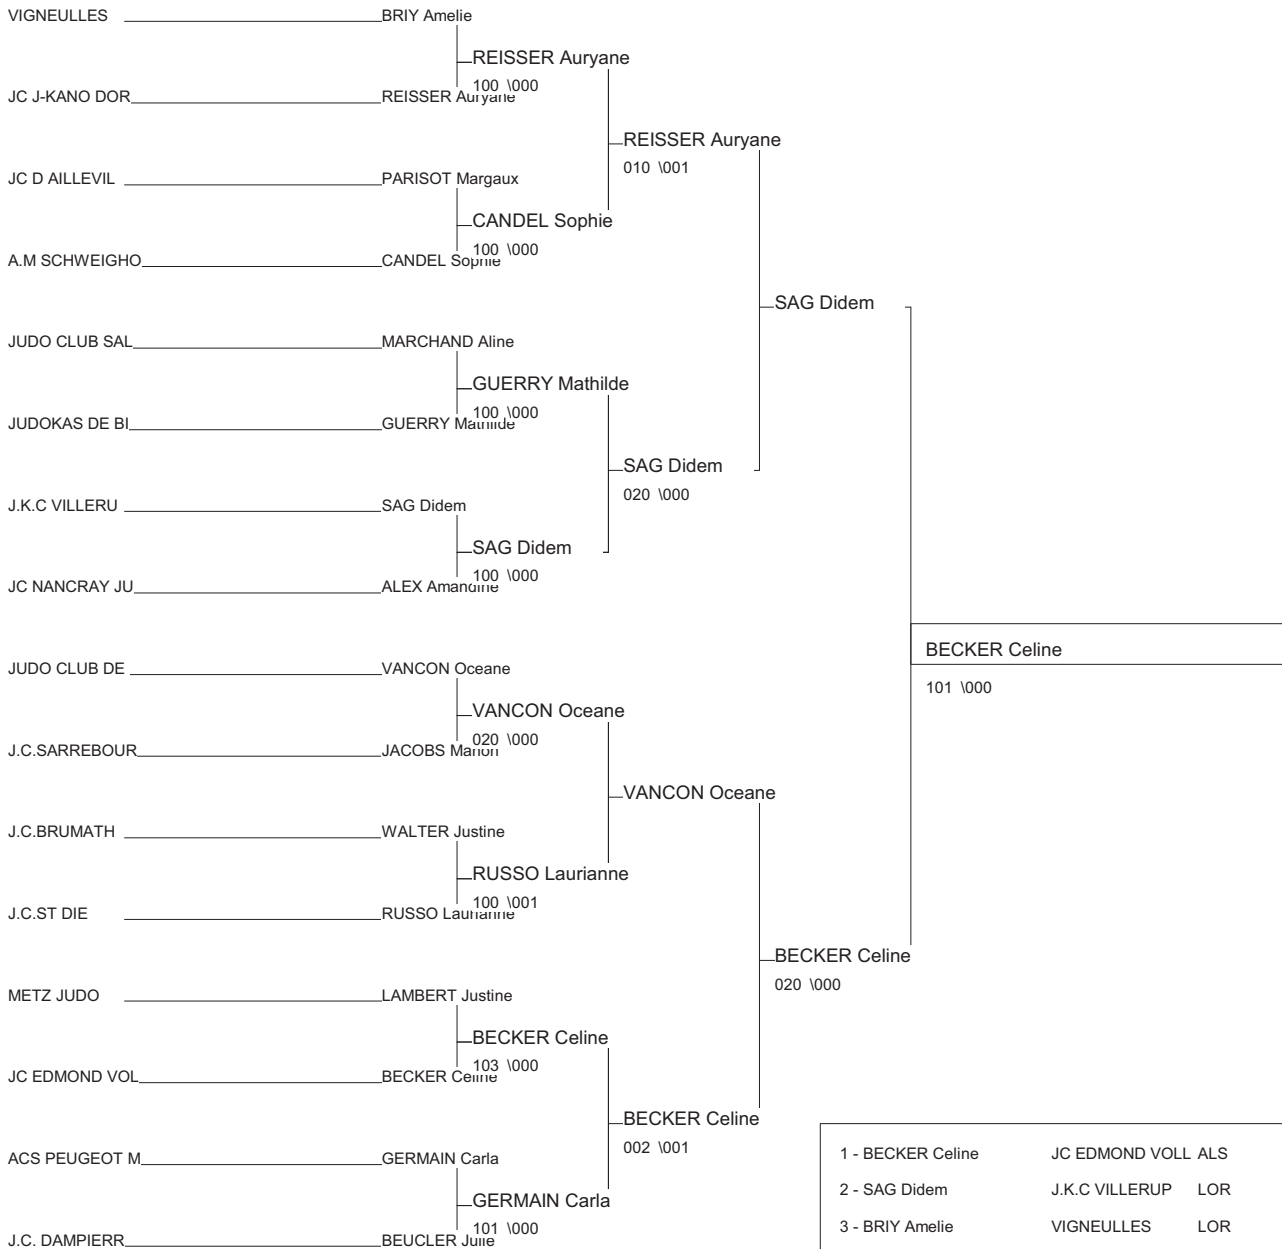 VIGNEULLES BRIY Amelie
REISSER Auryane
100 \000
JC J-KANO DOR REISSER Auryane
REISSER Auryane
010 \001
JC D AILLEVIL PARISOT Margaux
CANDEL Sophie
100 \000
A.M SCHWEIGHO CANDEL Sophie
SAG Didem
JUDO CLUB SAL MARCHAND Aline
GUERRY Mathilde
100 \000
JUDOKAS DE BI GUERRY Mathilde
SAG Didem
020 \000
J.K.C VILLERU SAG Didem
SAG Didem
100 \000
JC NANCRAY JU ALEX Amandine
BECKER Celine
101 \000
JUDO CLUB DE VANCON Oceane
VANCON Oceane
020 \000
J.C.SARREBOUR JACOBS Manon
VANCON Oceane
J.C.BRUMATH WALTER Justine
RUSSO Laurianne
100 \001
J.C.ST DIE RUSSO Laurianne
BECKER Celine
020 \000
METZ JUDO LAMBERT Justine
BECKER Celine
103 \000
JC EDMOND VOL BECKER Celine
BECKER Celine
002 \001
ACS PEUGEOT M GERMAIN Carla
GERMAIN Carla
101 \000
J.C. DAMPIERR BEUCLER Julie
1 - BECKER Celine JC EDMOND VOLL ALS
2 - SAG Didem J.K.C VILLERUP LOR
3 - BRIY Amelie VIGNEULLES LOR